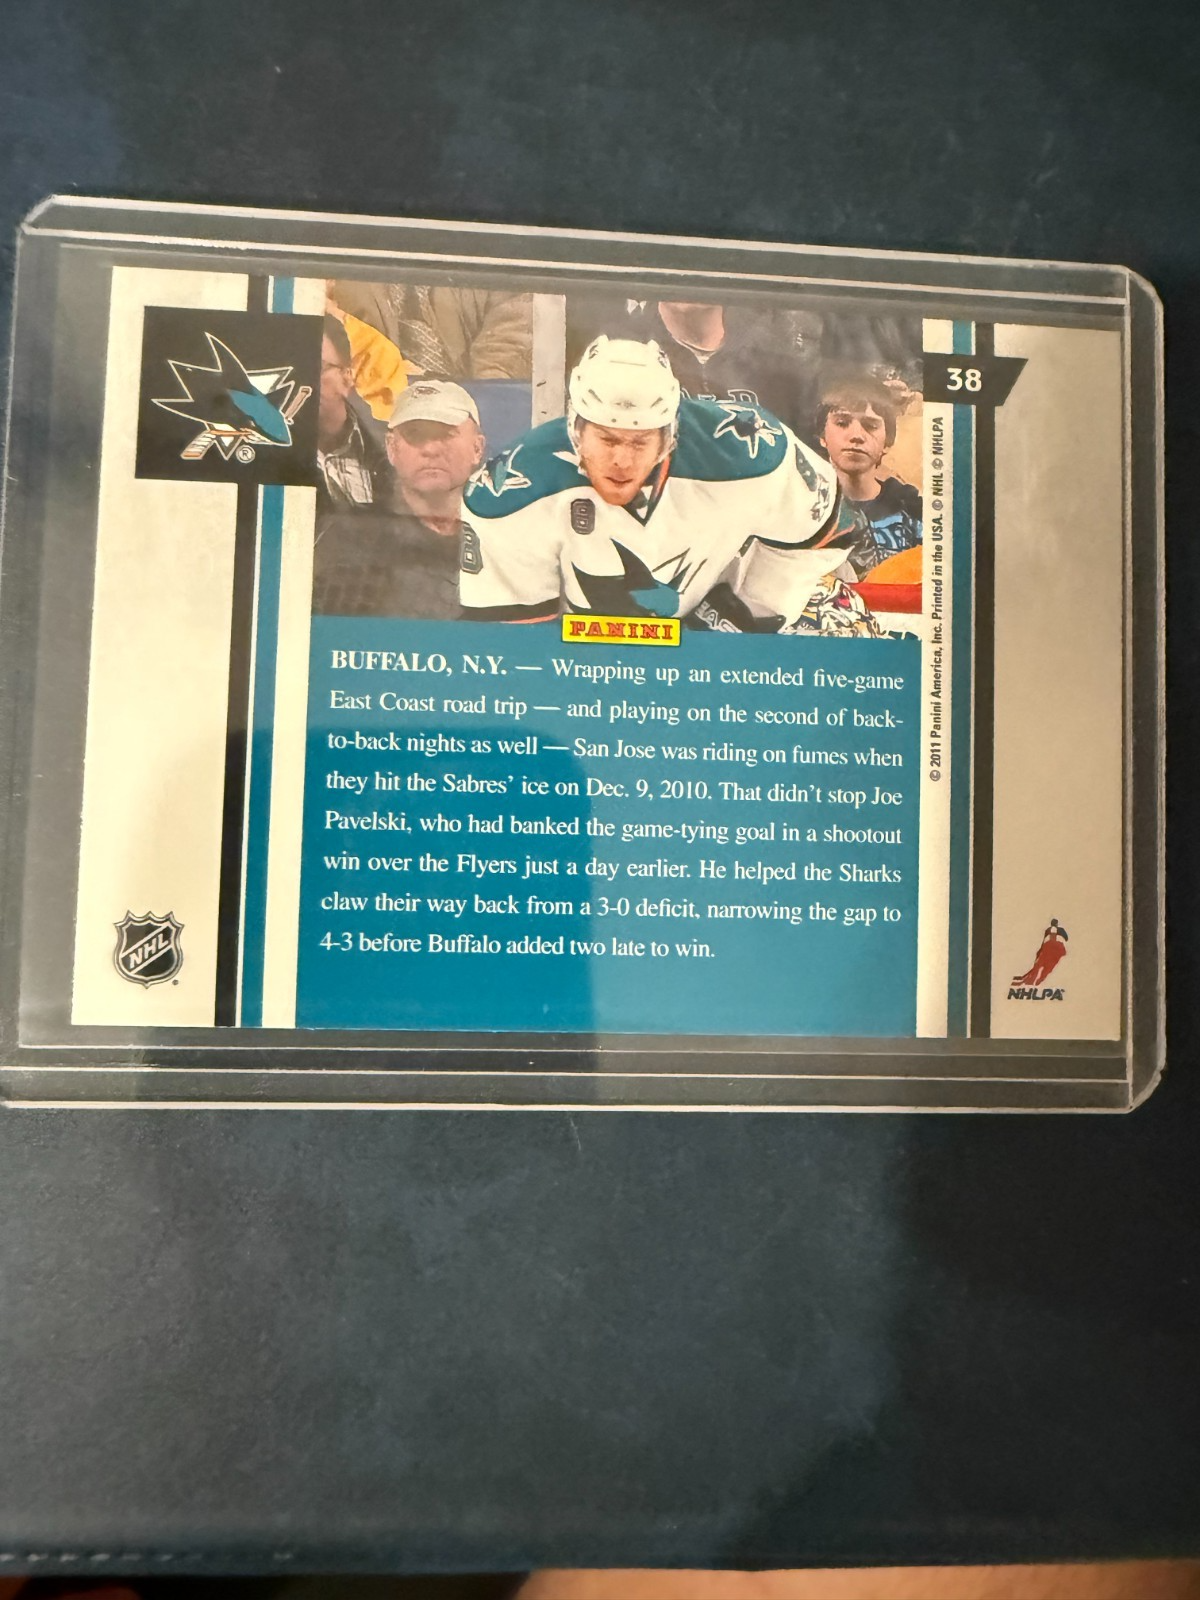 38
PANINI
BUFFALO, N.Y. — Wrapping up an extended five-game
East Coast road trip — and playing on the second of back-
to-back nights as well — San Jose was riding on fumes when
they hit the Sabres' ice on Dec. 9, 2010. That didn't stop Joe
Pavelski, who had banked the game-tying goal in a shootout
win over the Flyers just a day earlier. He helped the Sharks
claw their way back from a 3-0 deficit, narrowing the gap to
4-3 before Buffalo added two late to win.
© 2011 Panini America, Inc. Printed in the USA. © NHL © NHLPA
NHL
NHLPA
8
8
®